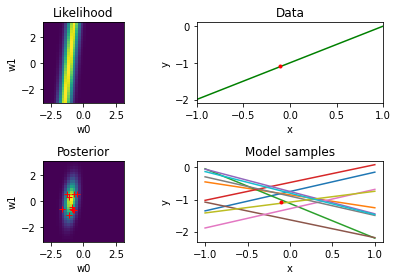 Likelihood
Data
2
0
−2
w1
−2.5
0.0
2.5
w0
0
−1
−2
y
−1.0
−0.5
0.0
0.5
1.0
x
Posterior
Model samples
2
0
−2
w1
−2.5
0.0
2.5
w0
0
−1
−2
y
−1.0
−0.5
0.0
0.5
1.0
x